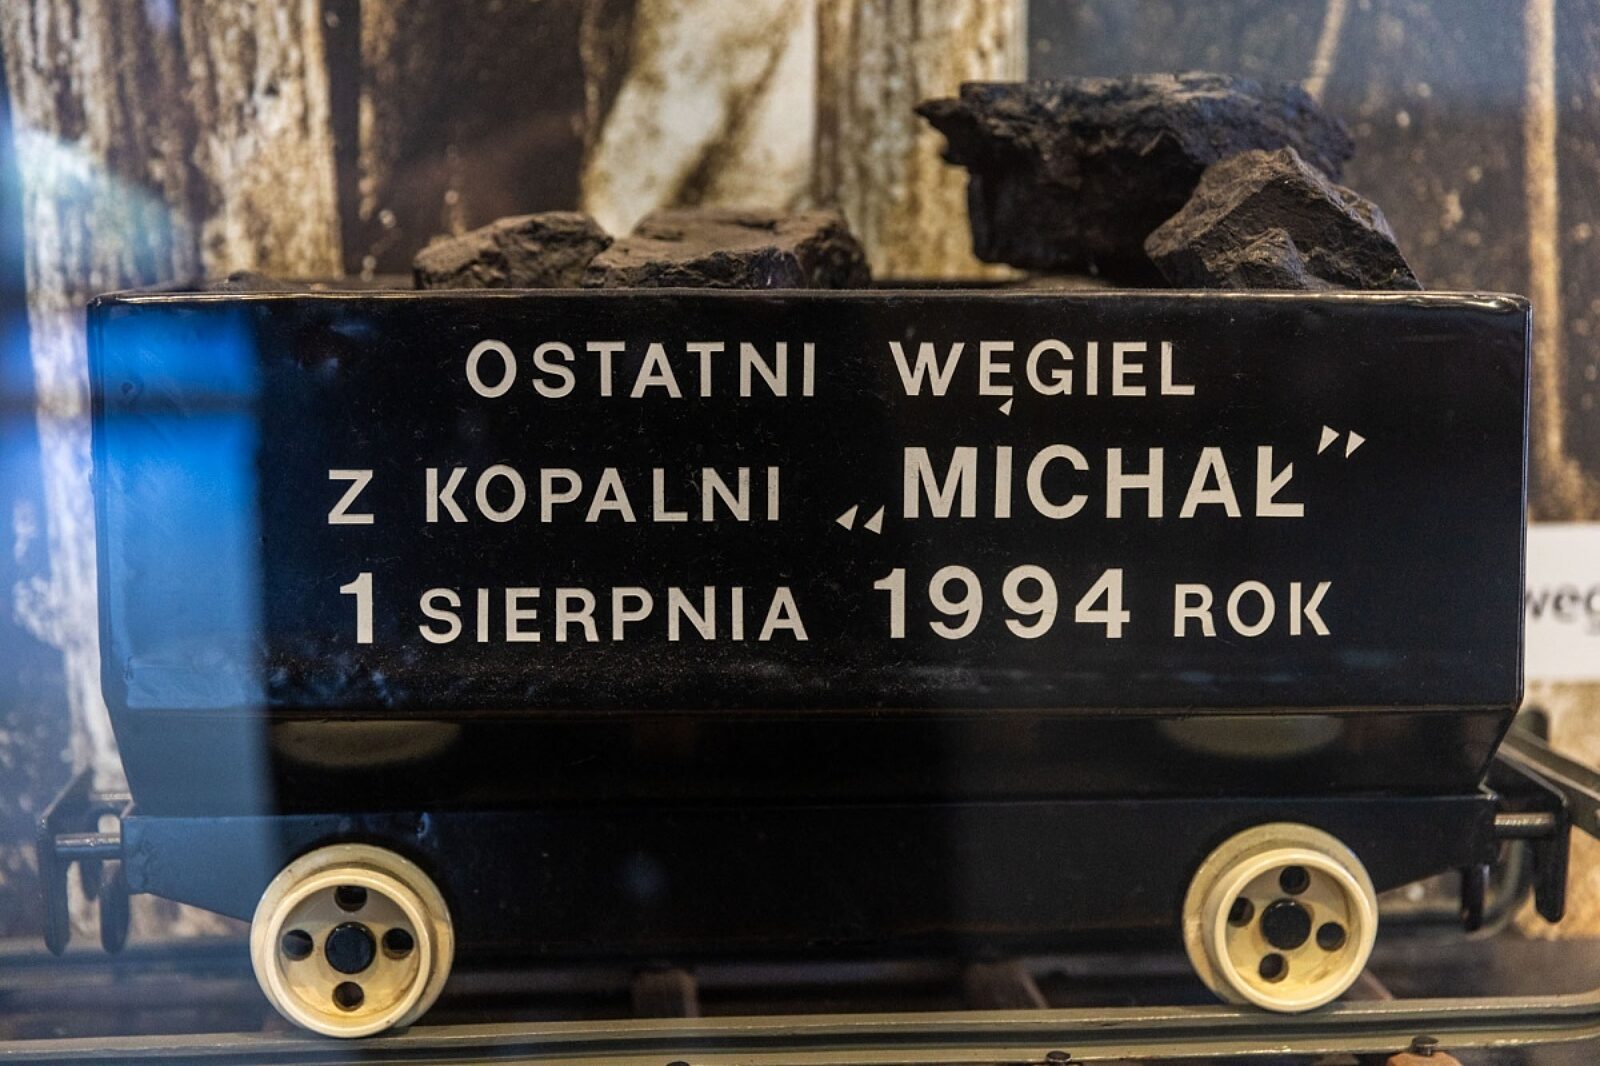 OSTATNI WĘGIEL
Z KOPALNI „MICHAŁ”
1 SIERPNIA 1994 ROK